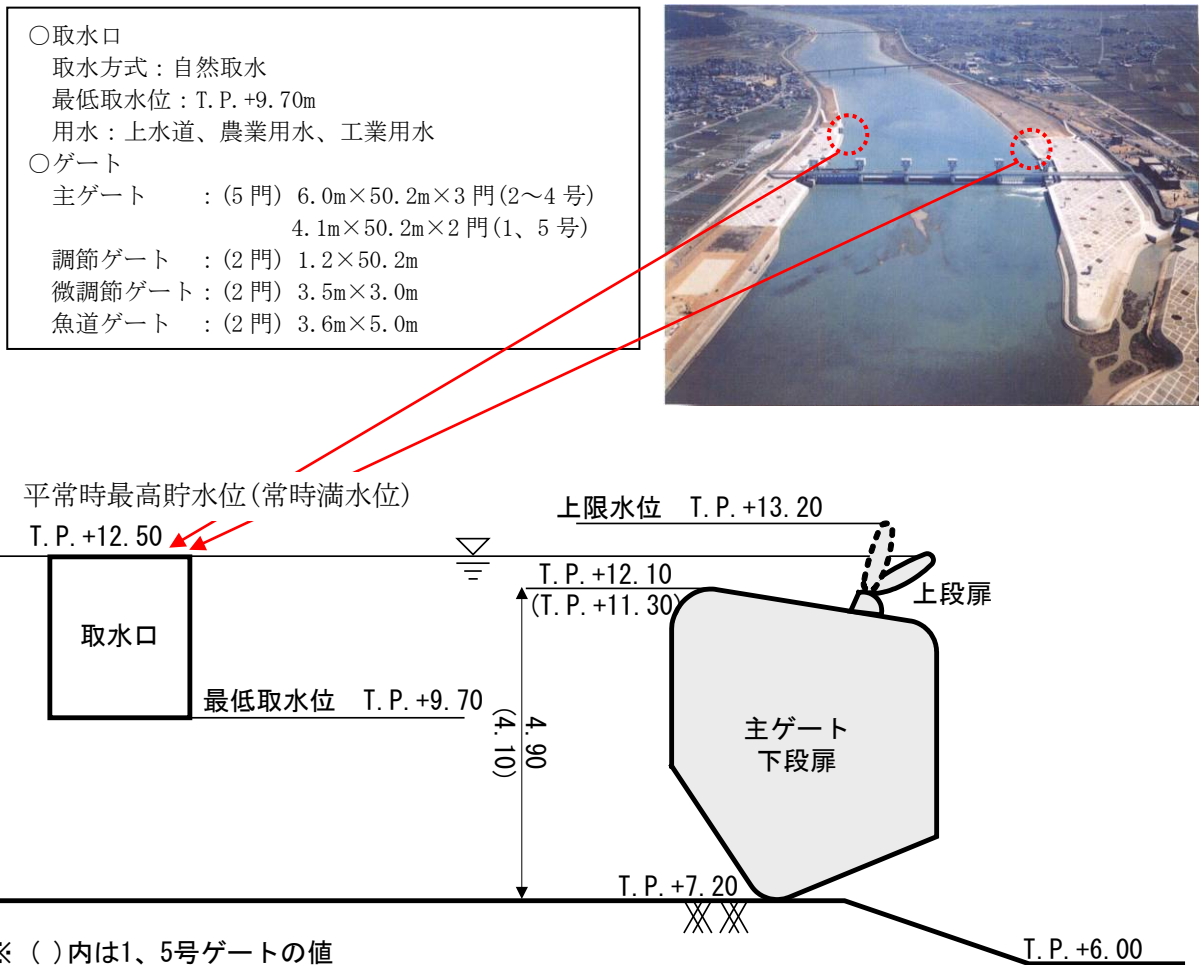 ○取水口
取水方式：自然取水
最低取水位：T.P.+9.70m
用水：上水道、農業用水、工業用水
○ゲート
主ゲート　：(5門) 6.0m×50.2m×3門(2～4号)
4.1m×50.2m×2門(1、5号)
調節ゲート　：(2門) 1.2×50.2m
微調節ゲート：(2門) 3.5m×3.0m
魚道ゲート　：(2門) 3.6m×5.0m
平常時最高貯水位(常時満水位)
T.P.+12.50
上限水位　T.P.+13.20
T.P.+12.10
(T.P.+11.30)
上段扉
取水口
最低取水位　T.P.+9.70
4.90
(4.10)
主ゲート
下段扉
T.P.+7.20
※ ( )内は1、5号ゲートの値
T.P.+6.00